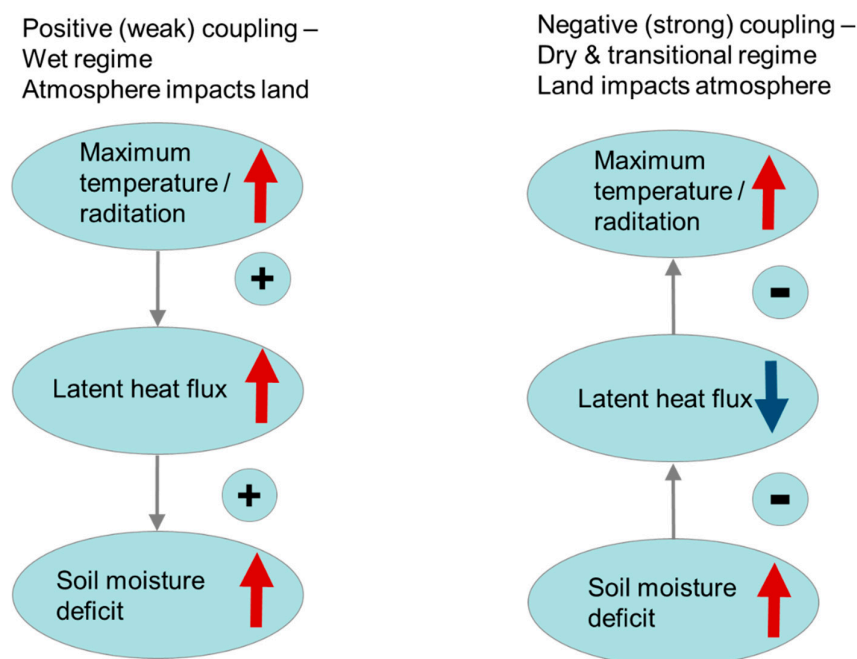 Positive (weak) coupling –
Wet regime
Atmosphere impacts land
Maximum
temperature /
raditation
+
Latent heat flux
+
Soil moisture
deficit
Negative (strong) coupling –
Dry & transitional regime
Land impacts atmosphere
Maximum
temperature /
raditation
-
Latent heat flux
-
Soil moisture
deficit